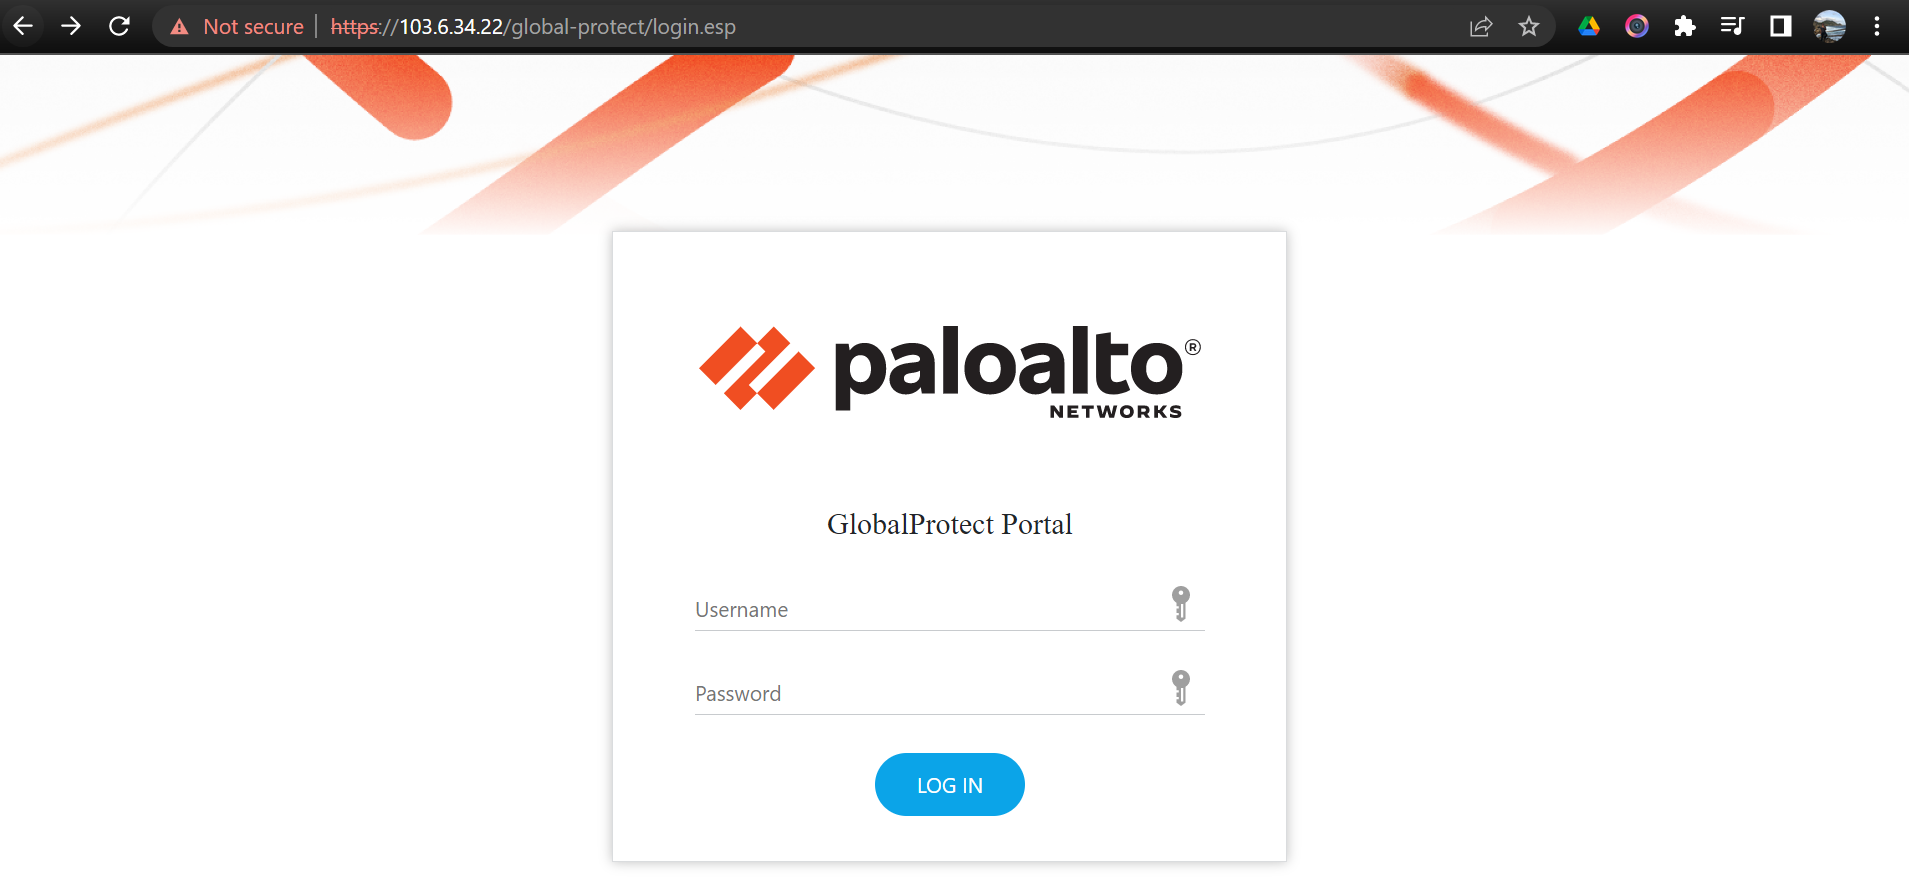 Not secure | https://103.6.34.22/global-protect/login.esp
paloalto®
NETWORKS
GlobalProtect Portal
Username
Password
LOG IN